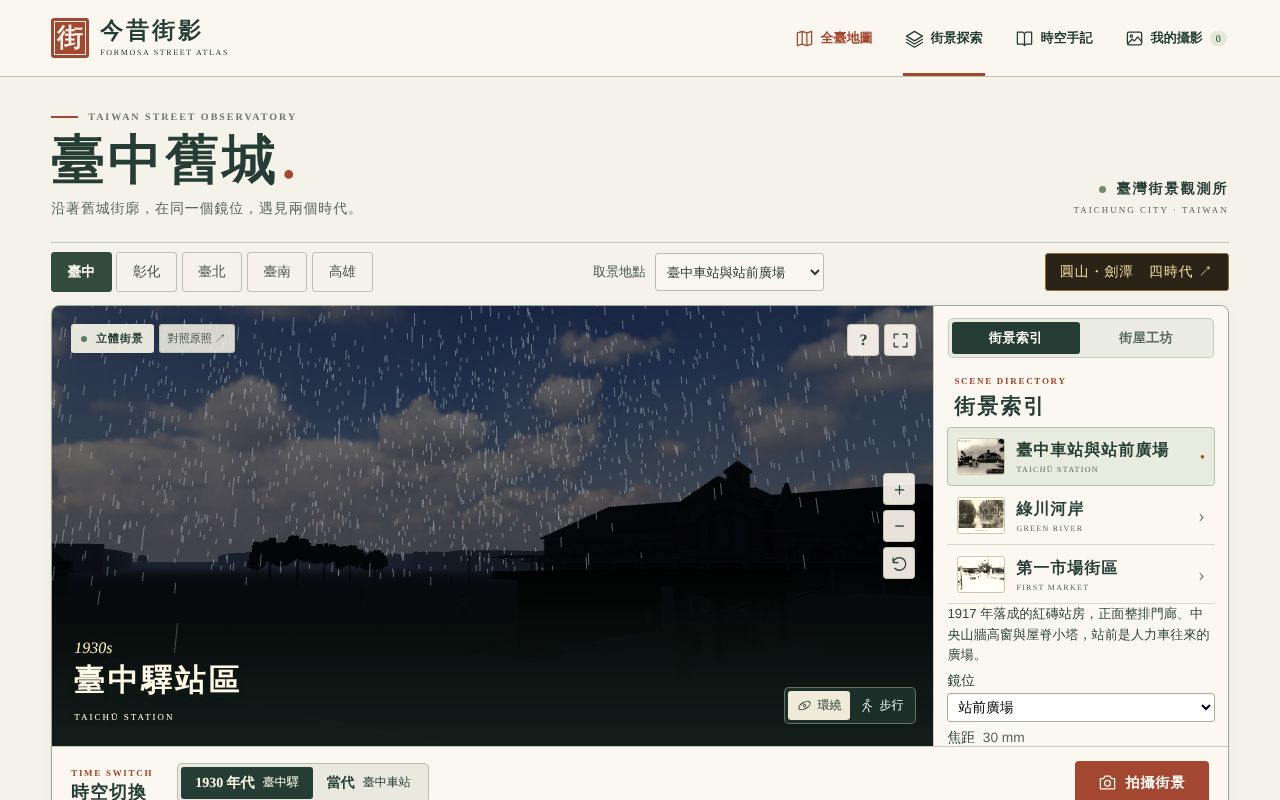 街
今昔街影
FORMOSA STREET ATLAS
全臺地圖
街景探索
時空手記
我的攝影 0
TAIWAN STREET OBSERVATORY
臺中舊城.
沿著舊城街廓，在同一個鏡位，遇見兩個時代。
臺灣街景觀測所
TAICHUNG CITY · TAIWAN
臺中
彰化
臺北
臺南
高雄
取景地點
臺中車站與站前廣場
圓山・劍潭　四時代 ↗
立體街景
對照原照 ↗
?
+
−
1930s
臺中驛站區
TAICHŪ STATION
環繞
步行
街景索引
街屋工坊
SCENE DIRECTORY
街景索引
臺中車站與站前廣場
TAICHŪ STATION
綠川河岸
GREEN RIVER
第一市場街區
FIRST MARKET
1917 年落成的紅磚站房，正面整排門廊、中
央山牆高窗與屋脊小塔，站前是人力車往來的
廣場。
鏡位
站前廣場
焦距 30 mm
TIME SWITCH
時空切換
1930 年代 臺中驛
當代 臺中車站
拍攝街景